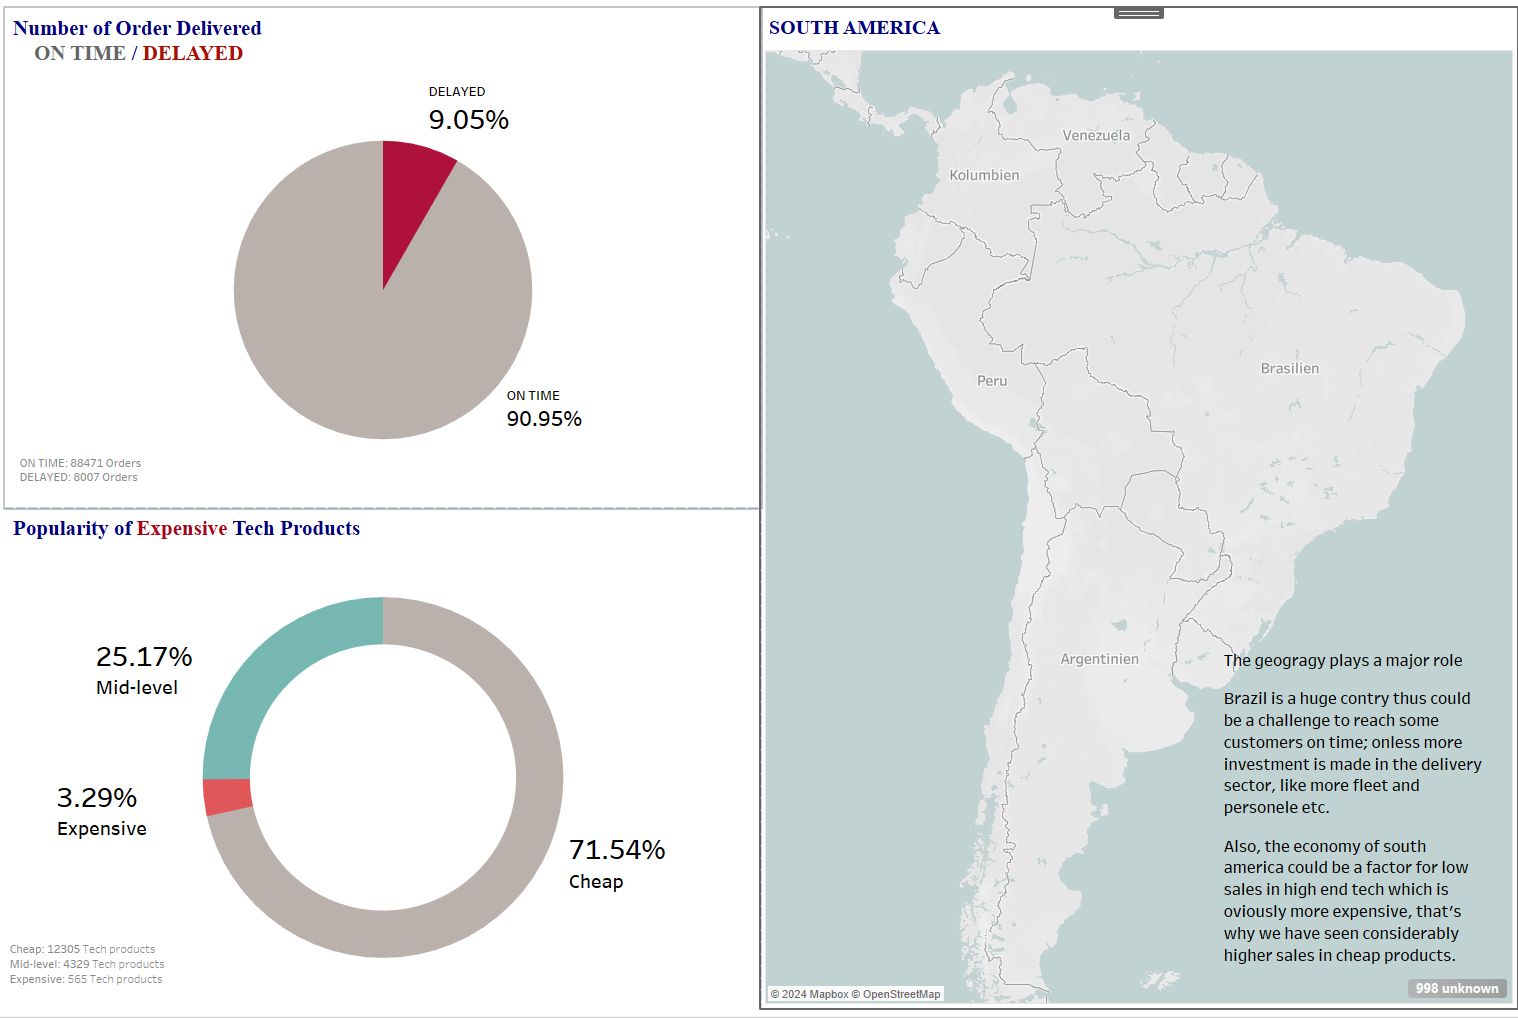 Number of Order Delivered
ON TIME / DELAYED
DELAYED
9.05%
ON TIME
90.95%
ON TIME: 88471 Orders
DELAYED: 8007 Orders
Popularity of Expensive Tech Products
25.17%
Mid-level
3.29%
Expensive
71.54%
Cheap
Cheap: 12305 Tech products
Mid-level: 4329 Tech products
Expensive: 565 Tech products
SOUTH AMERICA
Venezuela
Kolumbien
Peru
Brasilien
Argentinien
The geogragy plays a major role
Brazil is a huge contry thus could
be a challenge to reach some
customers on time; onless more
investment is made in the delivery
sector, like more fleet and
personele etc.
Also, the economy of south
america could be a factor for low
sales in high end tech which is
oviously more expensive, that's
why we have seen considerably
higher sales in cheap products.
© 2024 Mapbox © OpenStreetMap
998 unknown